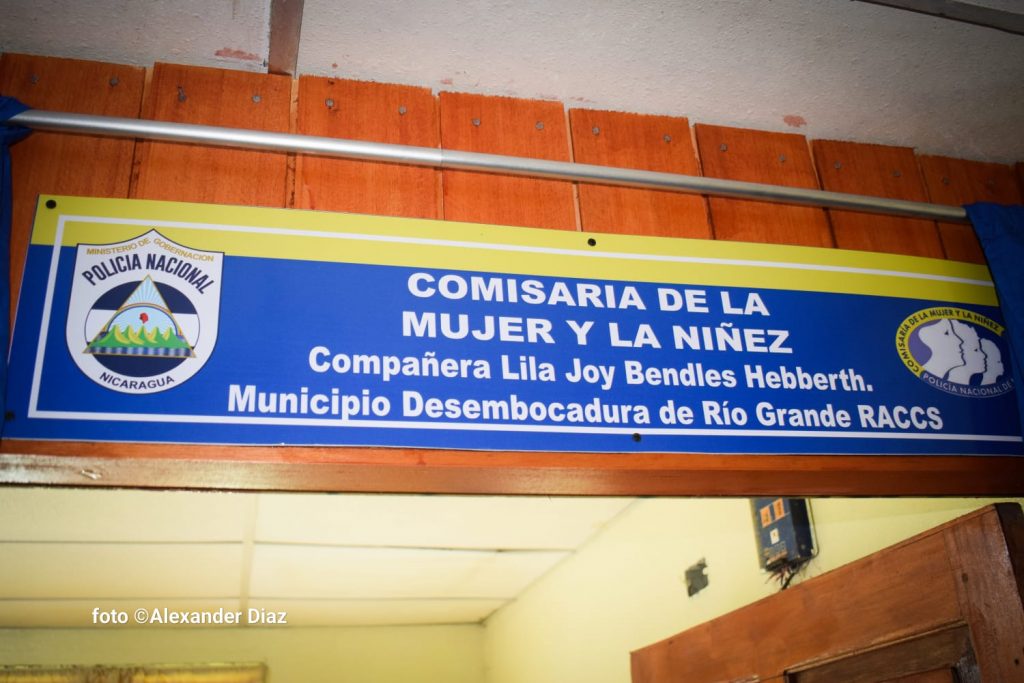 MINISTERIO DE GOBERNACION
POLICIA NACIONAL
NICARAGUA
COMISARIA DE LA
MUJER Y LA NIÑEZ
Compañera Lila Joy Bendles Hebberth.
Municipio Desembocadura de Río Grande RACCS
COMISARIA DE LA MUJER Y LA NIÑEZ
POLICIA NACIONAL DE
foto ©Alexander Diaz